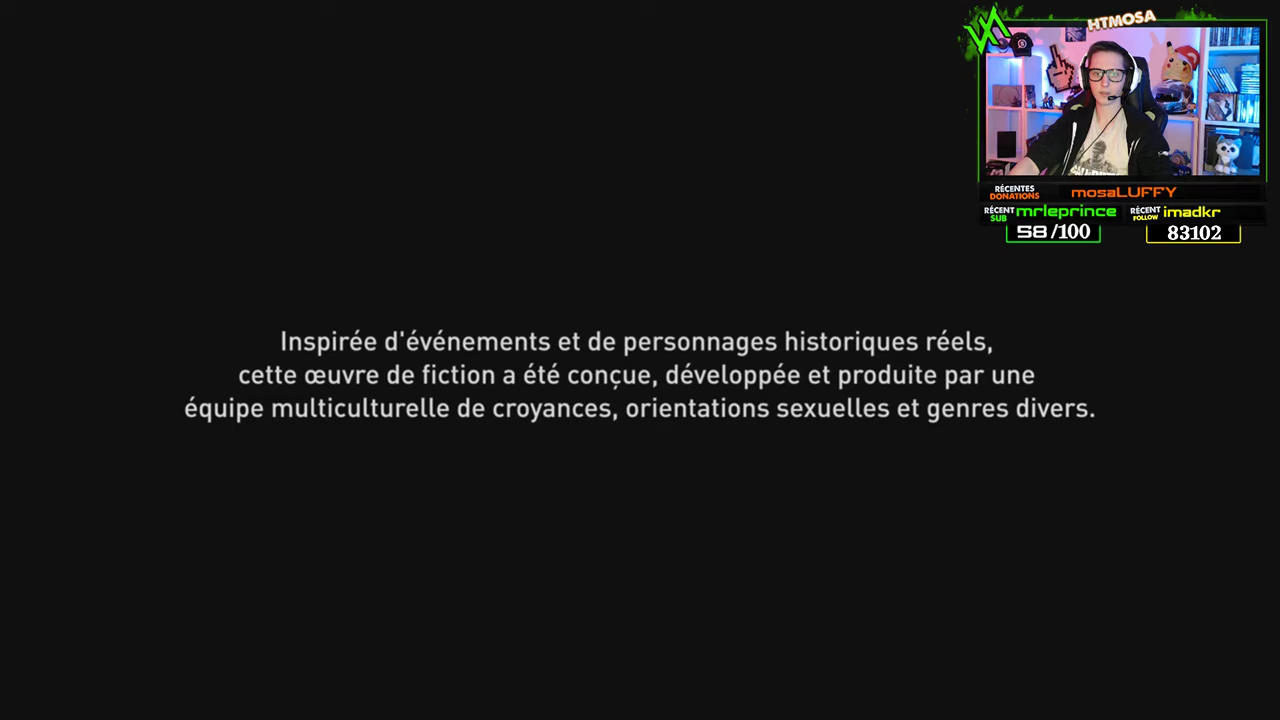 HTMOSA
RÉCENTES
DONATIONS
mosaLUFFY
RÉCENT
SUB
mrleprince
RÉCENT
FOLLOW
imadkr
58/100
83102
Inspirée d'événements et de personnages historiques réels,
cette œuvre de fiction a été conçue, développée et produite par une
équipe multiculturelle de croyances, orientations sexuelles et genres divers.